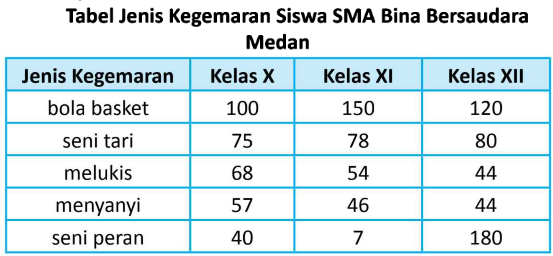 Tabel Jenis Kegemaran Siswa SMA Bina Bersaudara
Medan
Jenis Kegemaran Kelas X Kelas XI Kelas XII
bola basket 100 150 120
seni tari 75 78 80
melukis 68 54 44
menyanyi 57 46 44
seni peran 40 7 180